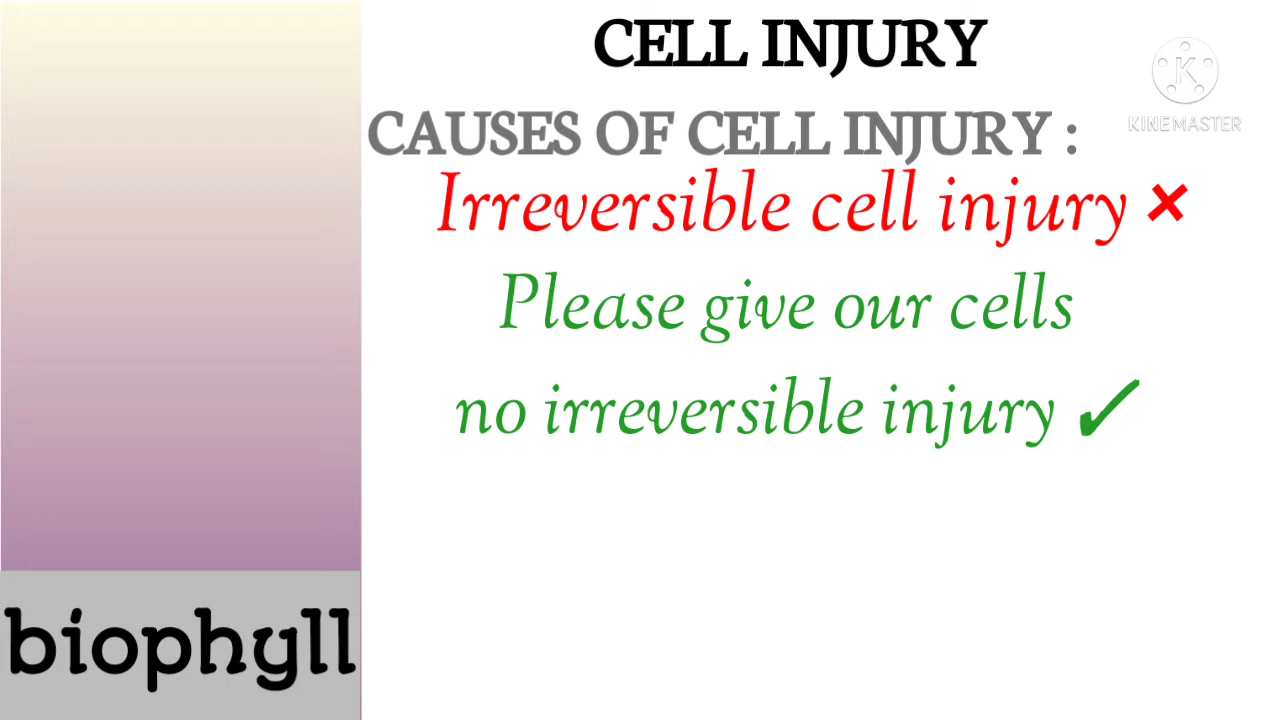 CELL INJURY
KINEMASTER
CAUSES OF CELL INJURY :
Irreversible cell injury ×
Please give our cells
no irreversible injury ✓
biophyll